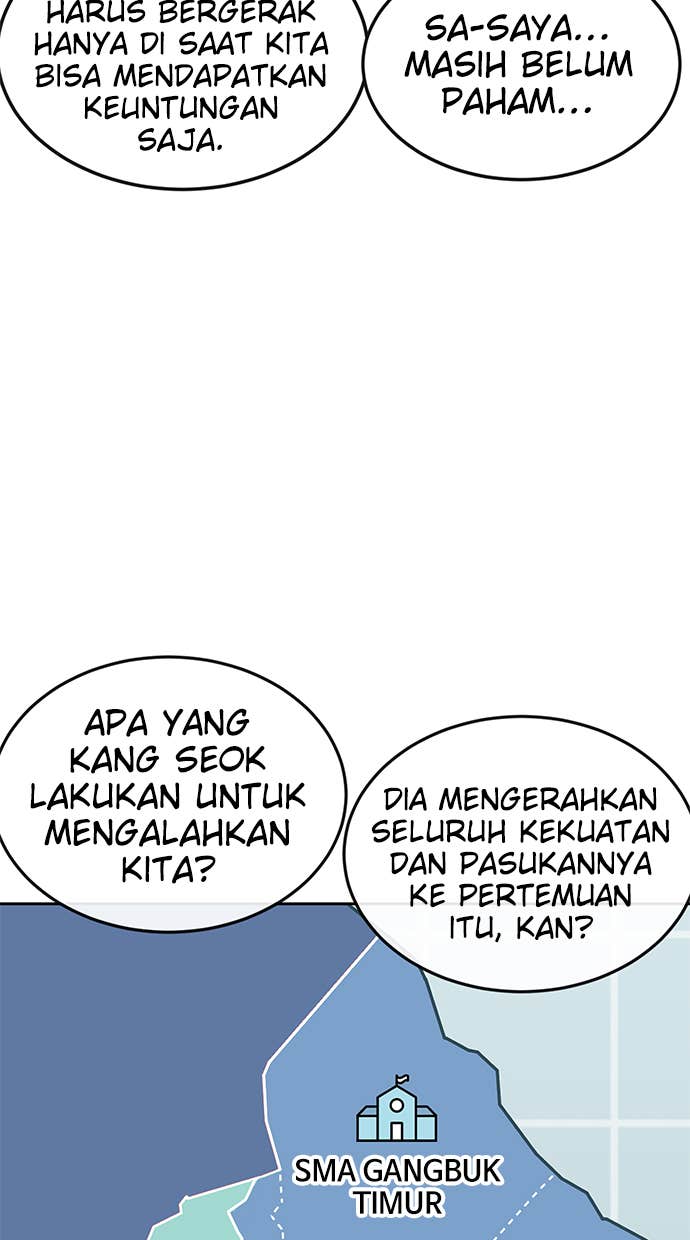 HARUS BERGERAK
HANYA DI SAAT KITA
BISA MENDAPATKAN
KEUNTUNGAN
SAJA.
SA-SAYA...
MASIH BELUM
PAHAM...
APA YANG
KANG SEOK
LAKUKAN UNTUK
MENGALAHKAN
KITA?
DIA MENGERAHKAN
SELURUH KEKUATAN
DAN PASUKANNYA
KE PERTEMUAN
ITU, KAN?
SMA GANGBUK
TIMUR